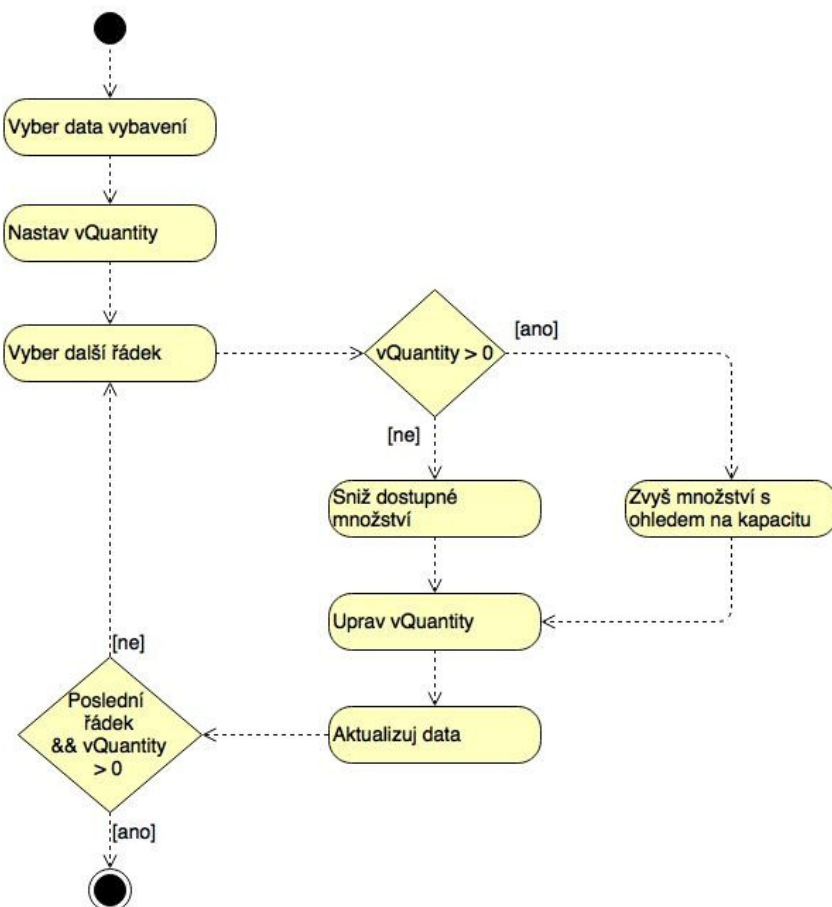 Vyber data vybavení
Nastav vQuantity
Vyber další řádek
vQuantity > 0
[ano]
[ne]
Sniž dostupné
množství
Zvyš množství s
ohledem na kapacitu
Uprav vQuantity
Aktualizuj data
[ne]
Poslední
řádek
&& vQuantity
> 0
[ano]